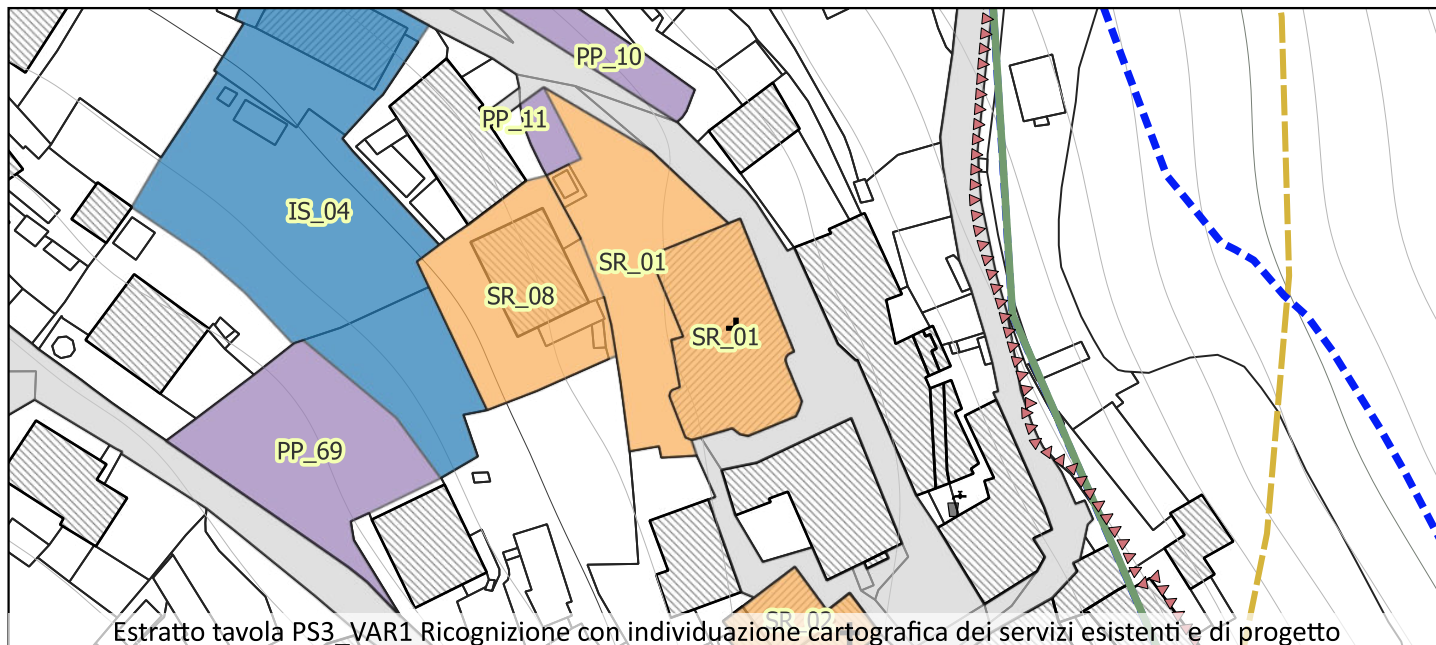 PP_10
PP_11
IS_04
SR_01
SR_08
SR_01
PP_69
SR_02
Estratto tavola PS3_VAR1 Ricognizione con individuazione cartografica dei servizi esistenti e di progetto